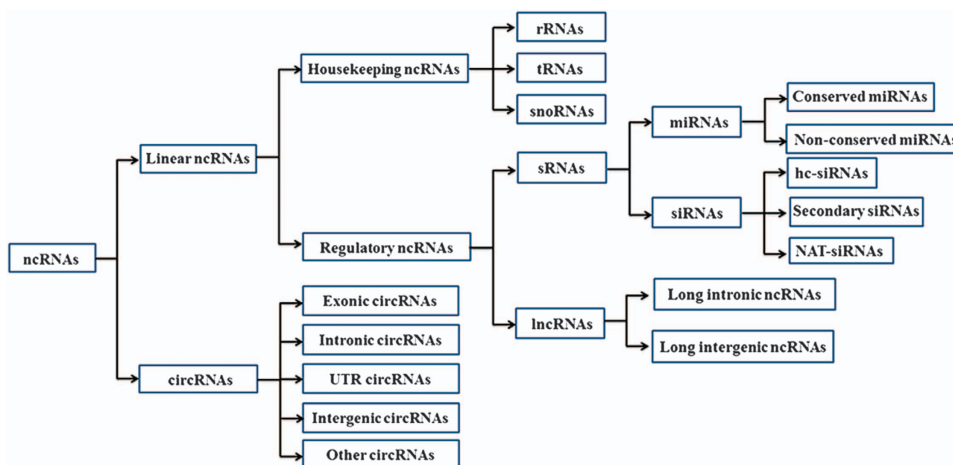 rRNAs
Housekeeping ncRNAs
tRNAs
snoRNAs
miRNAs
Conserved miRNAs
Non-conserved miRNAs
Linear ncRNAs
sRNAs
hc-siRNAs
siRNAs
Secondary siRNAs
NAT-siRNAs
ncRNAs
Regulatory ncRNAs
lncRNAs
Long intronic ncRNAs
Long intergenic ncRNAs
circRNAs
Exonic circRNAs
Intronic circRNAs
UTR circRNAs
Intergenic circRNAs
Other circRNAs